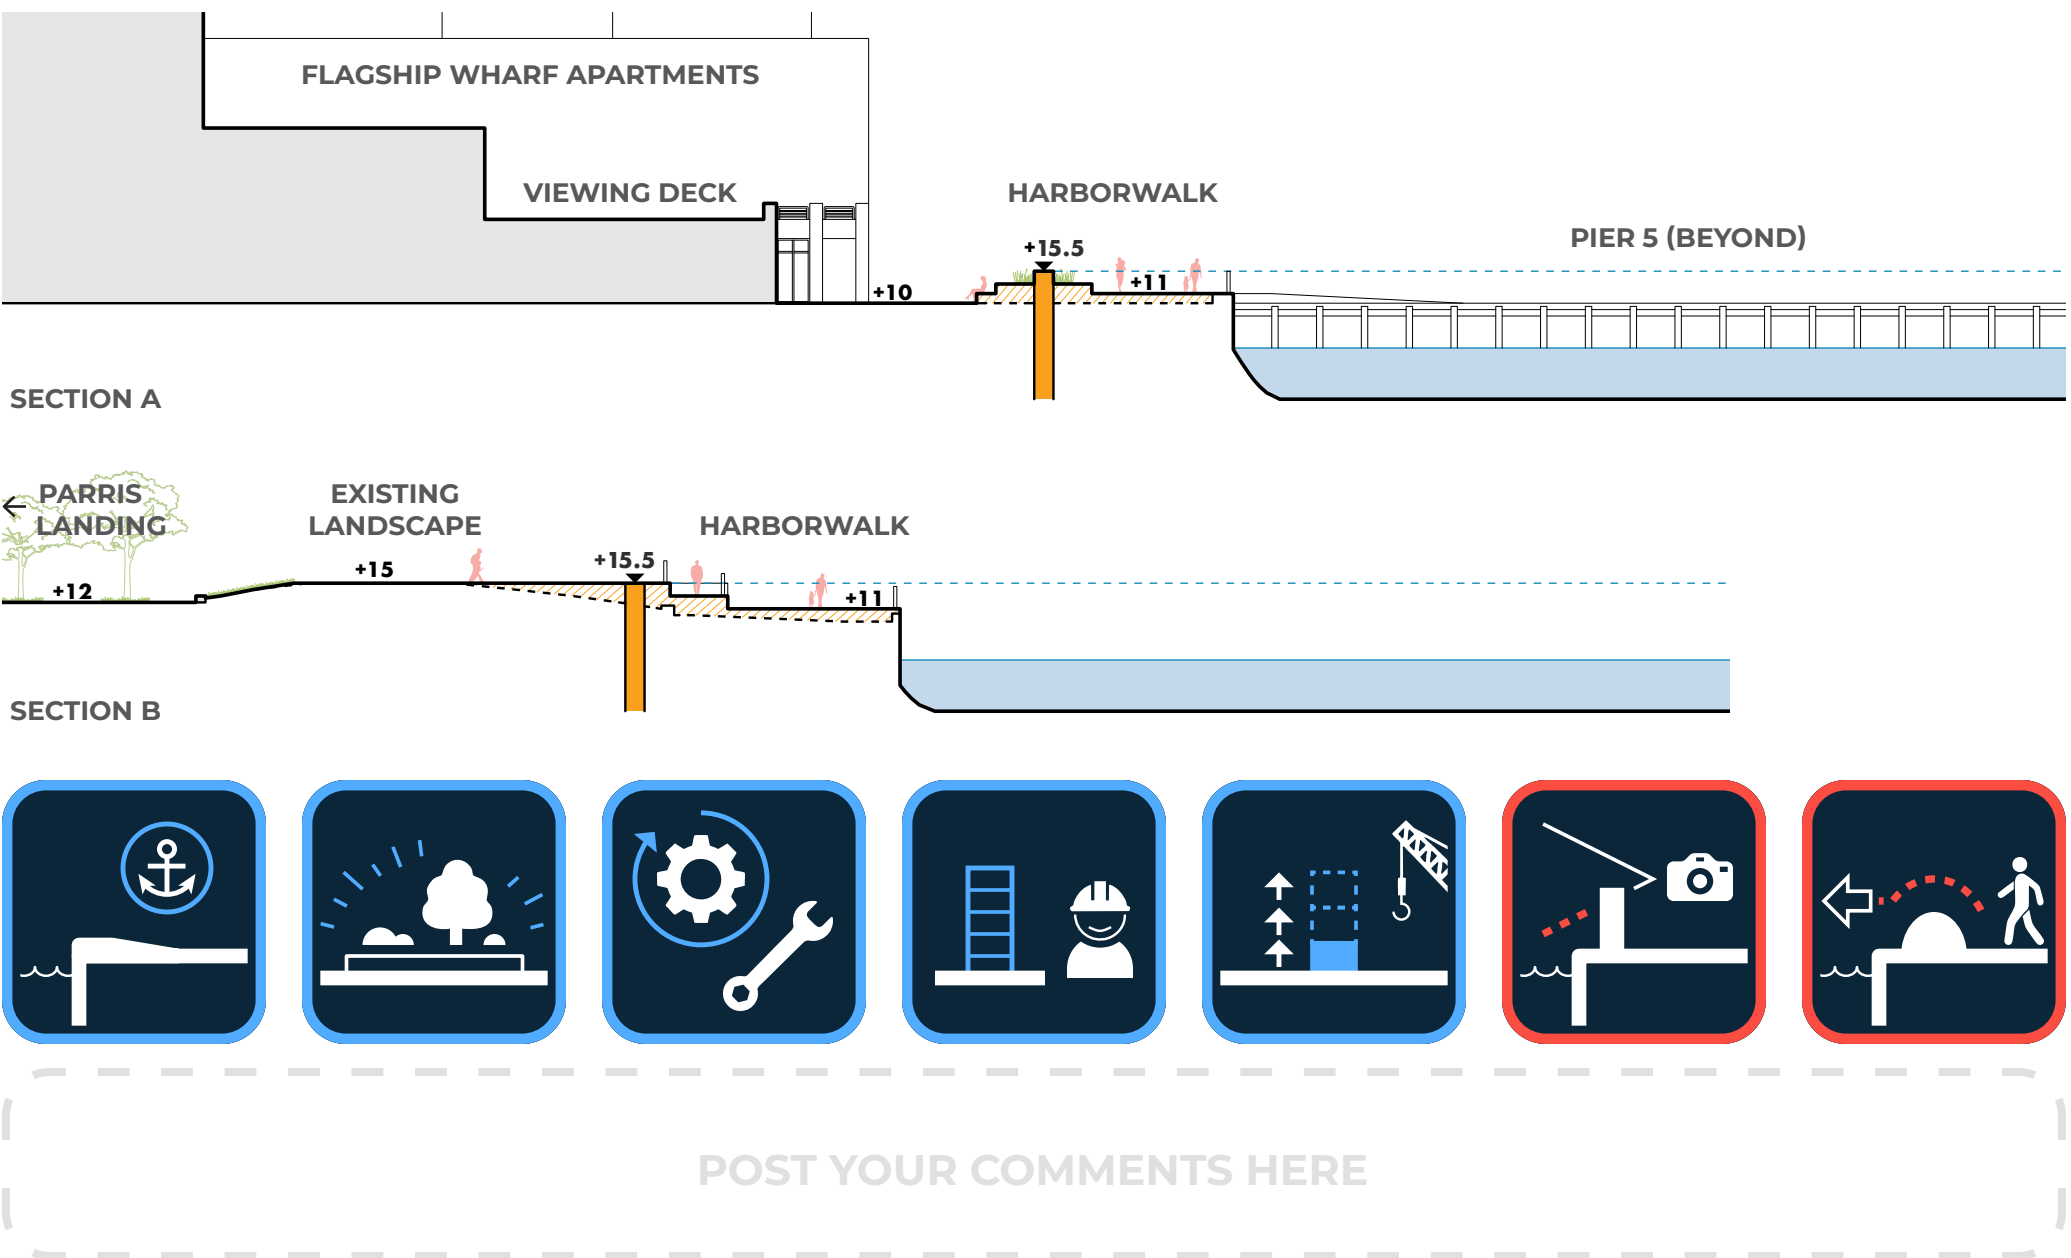 FLAGSHIP WHARF APARTMENTS
VIEWING DECK
HARBORWALK
PIER 5 (BEYOND)
+15.5
+10
+11
SECTION A
PARRIS
LANDING
EXISTING
LANDSCAPE
HARBORWALK
+15.5
+15
+12
+11
SECTION B
POST YOUR COMMENTS HERE